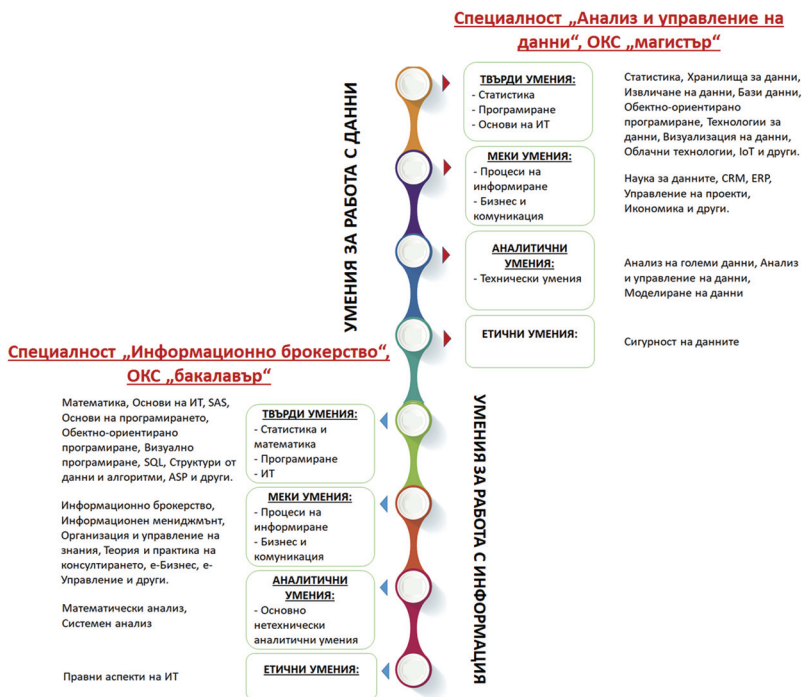 Специалност „Анализ и управление на
данни“, ОКС „магистър“
УМЕНИЯ ЗА РАБОТА С ДАННИ
ТВЪРДИ УМЕНИЯ:
- Статистика
- Програмиране
- Основи на ИТ
Статистика, Хранилища за данни,
Извличане на данни, Бази данни,
Обектно-ориентирано
програмиране, Технологии за
данни, Визуализация на данни,
Облачни технологии, IoT и други.
МЕКИ УМЕНИЯ:
- Процеси на
информиране
- Бизнес и
комуникация
Наука за данните, CRM, ERP,
Управление на проекти,
Икономика и други.
АНАЛИТИЧНИ
УМЕНИЯ:
- Технически умения
Анализ на големи данни, Анализ
и управление на данни,
Моделиране на данни
ЕТИЧНИ УМЕНИЯ:
Сигурност на данните
Специалност „Информационно брокерство“,
ОКС „бакалавър“
УМЕНИЯ ЗА РАБОТА С ИНФОРМАЦИЯ
Математика, Основи на ИТ, SAS,
Основи на програмирането,
Обектно-ориентирано
програмиране, Визуално
програмиране, SQL, Структури от
данни и алгоритми, ASP и други.
ТВЪРДИ УМЕНИЯ:
- Статистика и
математика
- Програмиране
- ИТ
Информационно брокерство,
Информационен мениджмънт,
Организация и управление на
знания, Теория и практика на
консултирането, е-Бизнес, е-
Управление и други.
МЕКИ УМЕНИЯ:
- Процеси на
информиране
- Бизнес и
комуникация
Математически анализ,
Системен анализ
АНАЛИТИЧНИ
УМЕНИЯ:
- Основно
нетехнически
аналитични умения
Правни аспекти на ИТ
ЕТИЧНИ УМЕНИЯ: